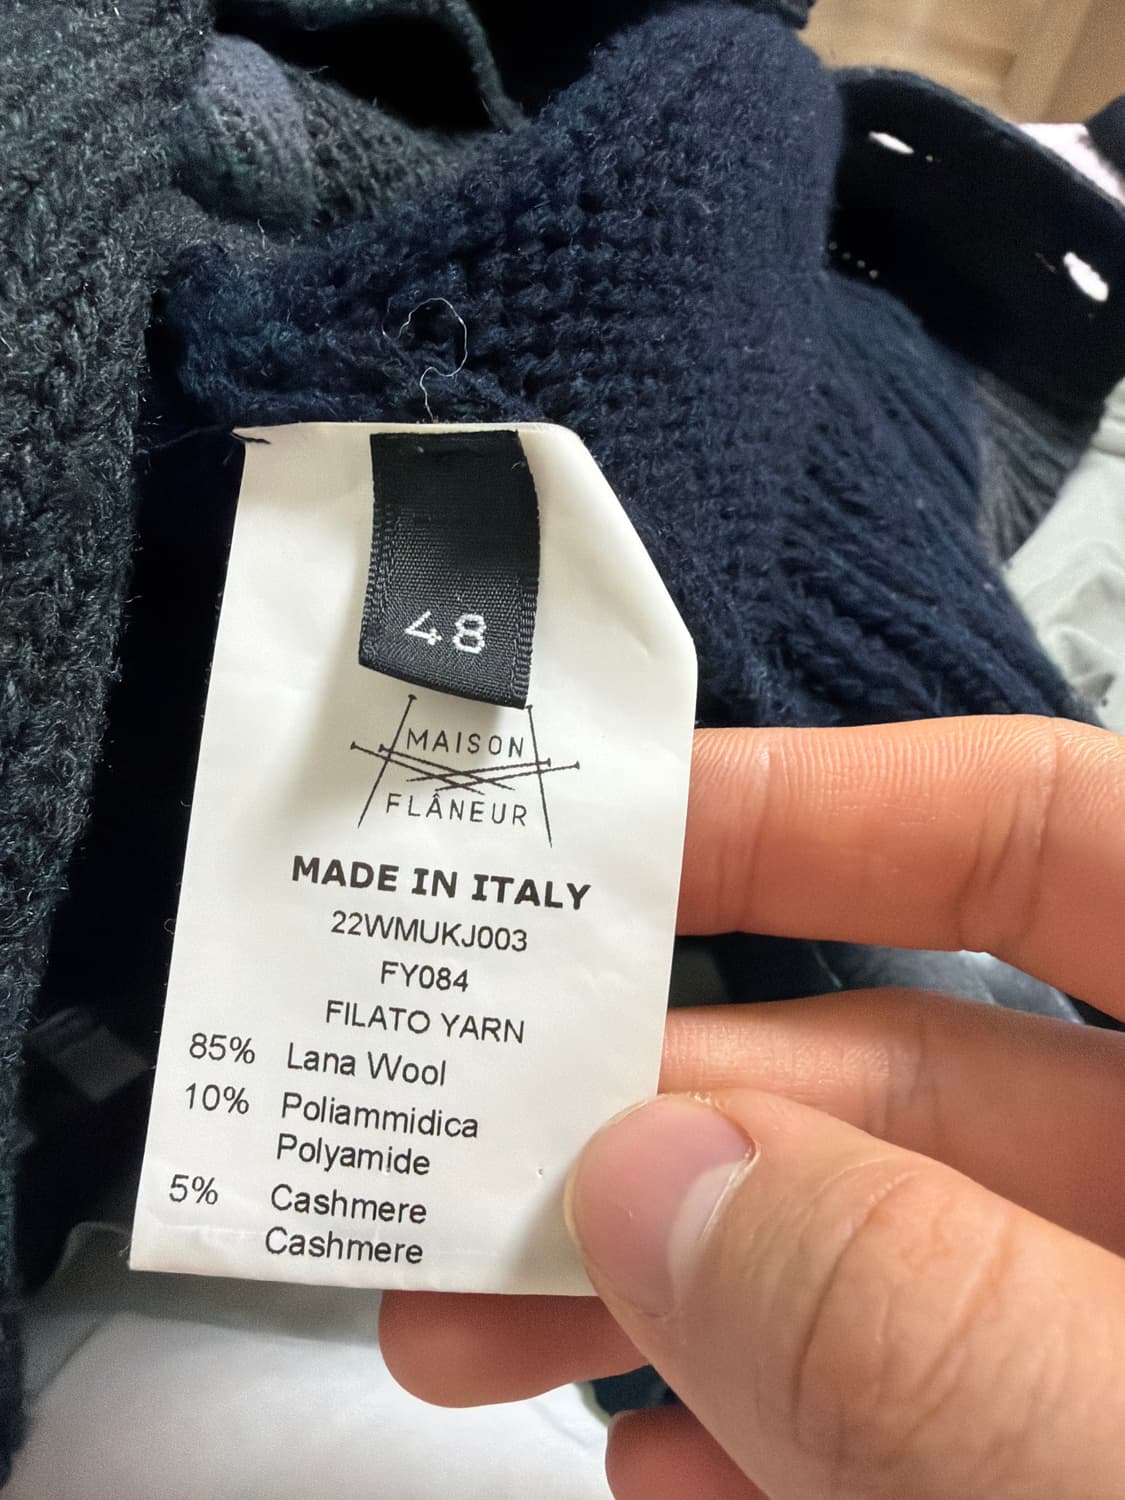 48
MAISON
FLÂNEUR
MADE IN ITALY
22WMUKJ003
FY084
FILATO YARN
85% Lana Wool
10% Poliammidica
Polyamide
5% Cashmere
Cashmere